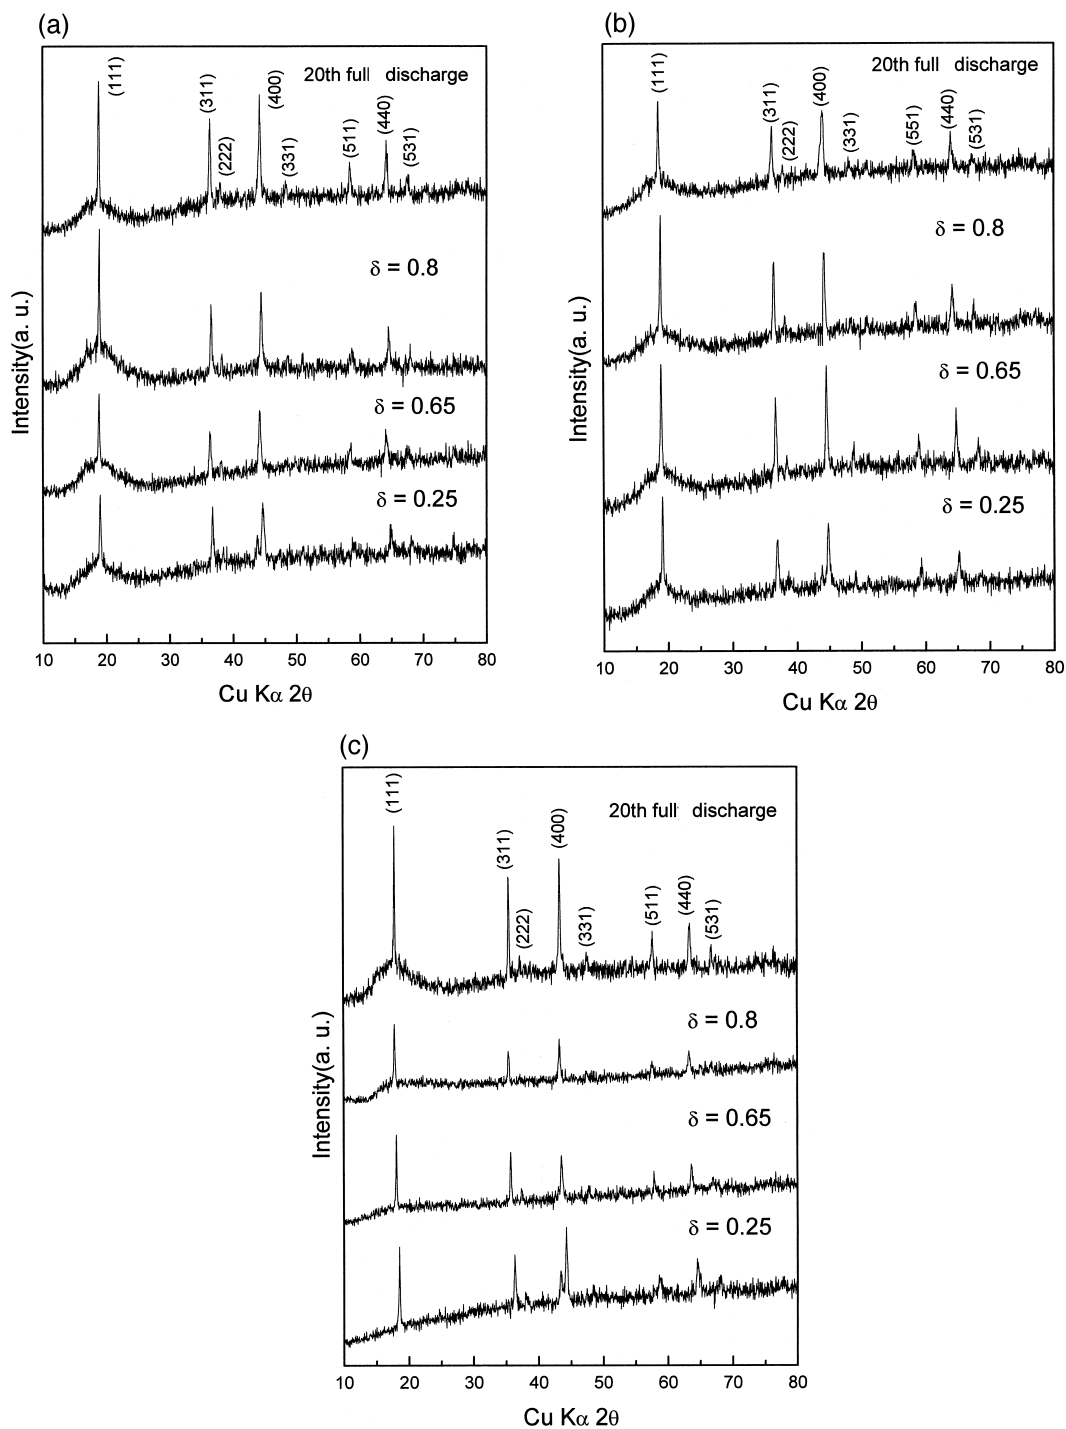 (a)
20th full discharge
(111)
(311)
(222)
(400)
(331)
(511)
(440)
(531)
δ = 0.8
δ = 0.65
δ = 0.25
Intensity(a. u.)
10 20 30 40 50 60 70 80
Cu Kα 2θ
(b)
20th full discharge
(111)
(311)
(222)
(400)
(331)
(551)
(440)
(531)
δ = 0.8
δ = 0.65
δ = 0.25
Intensity(a. u.)
10 20 30 40 50 60 70 80
Cu Kα 2θ
(c)
20th full discharge
(111)
(311)
(222)
(400)
(331)
(511)
(440)
(531)
δ = 0.8
δ = 0.65
δ = 0.25
Intensity(a. u.)
10 20 30 40 50 60 70 80
Cu Kα 2θ